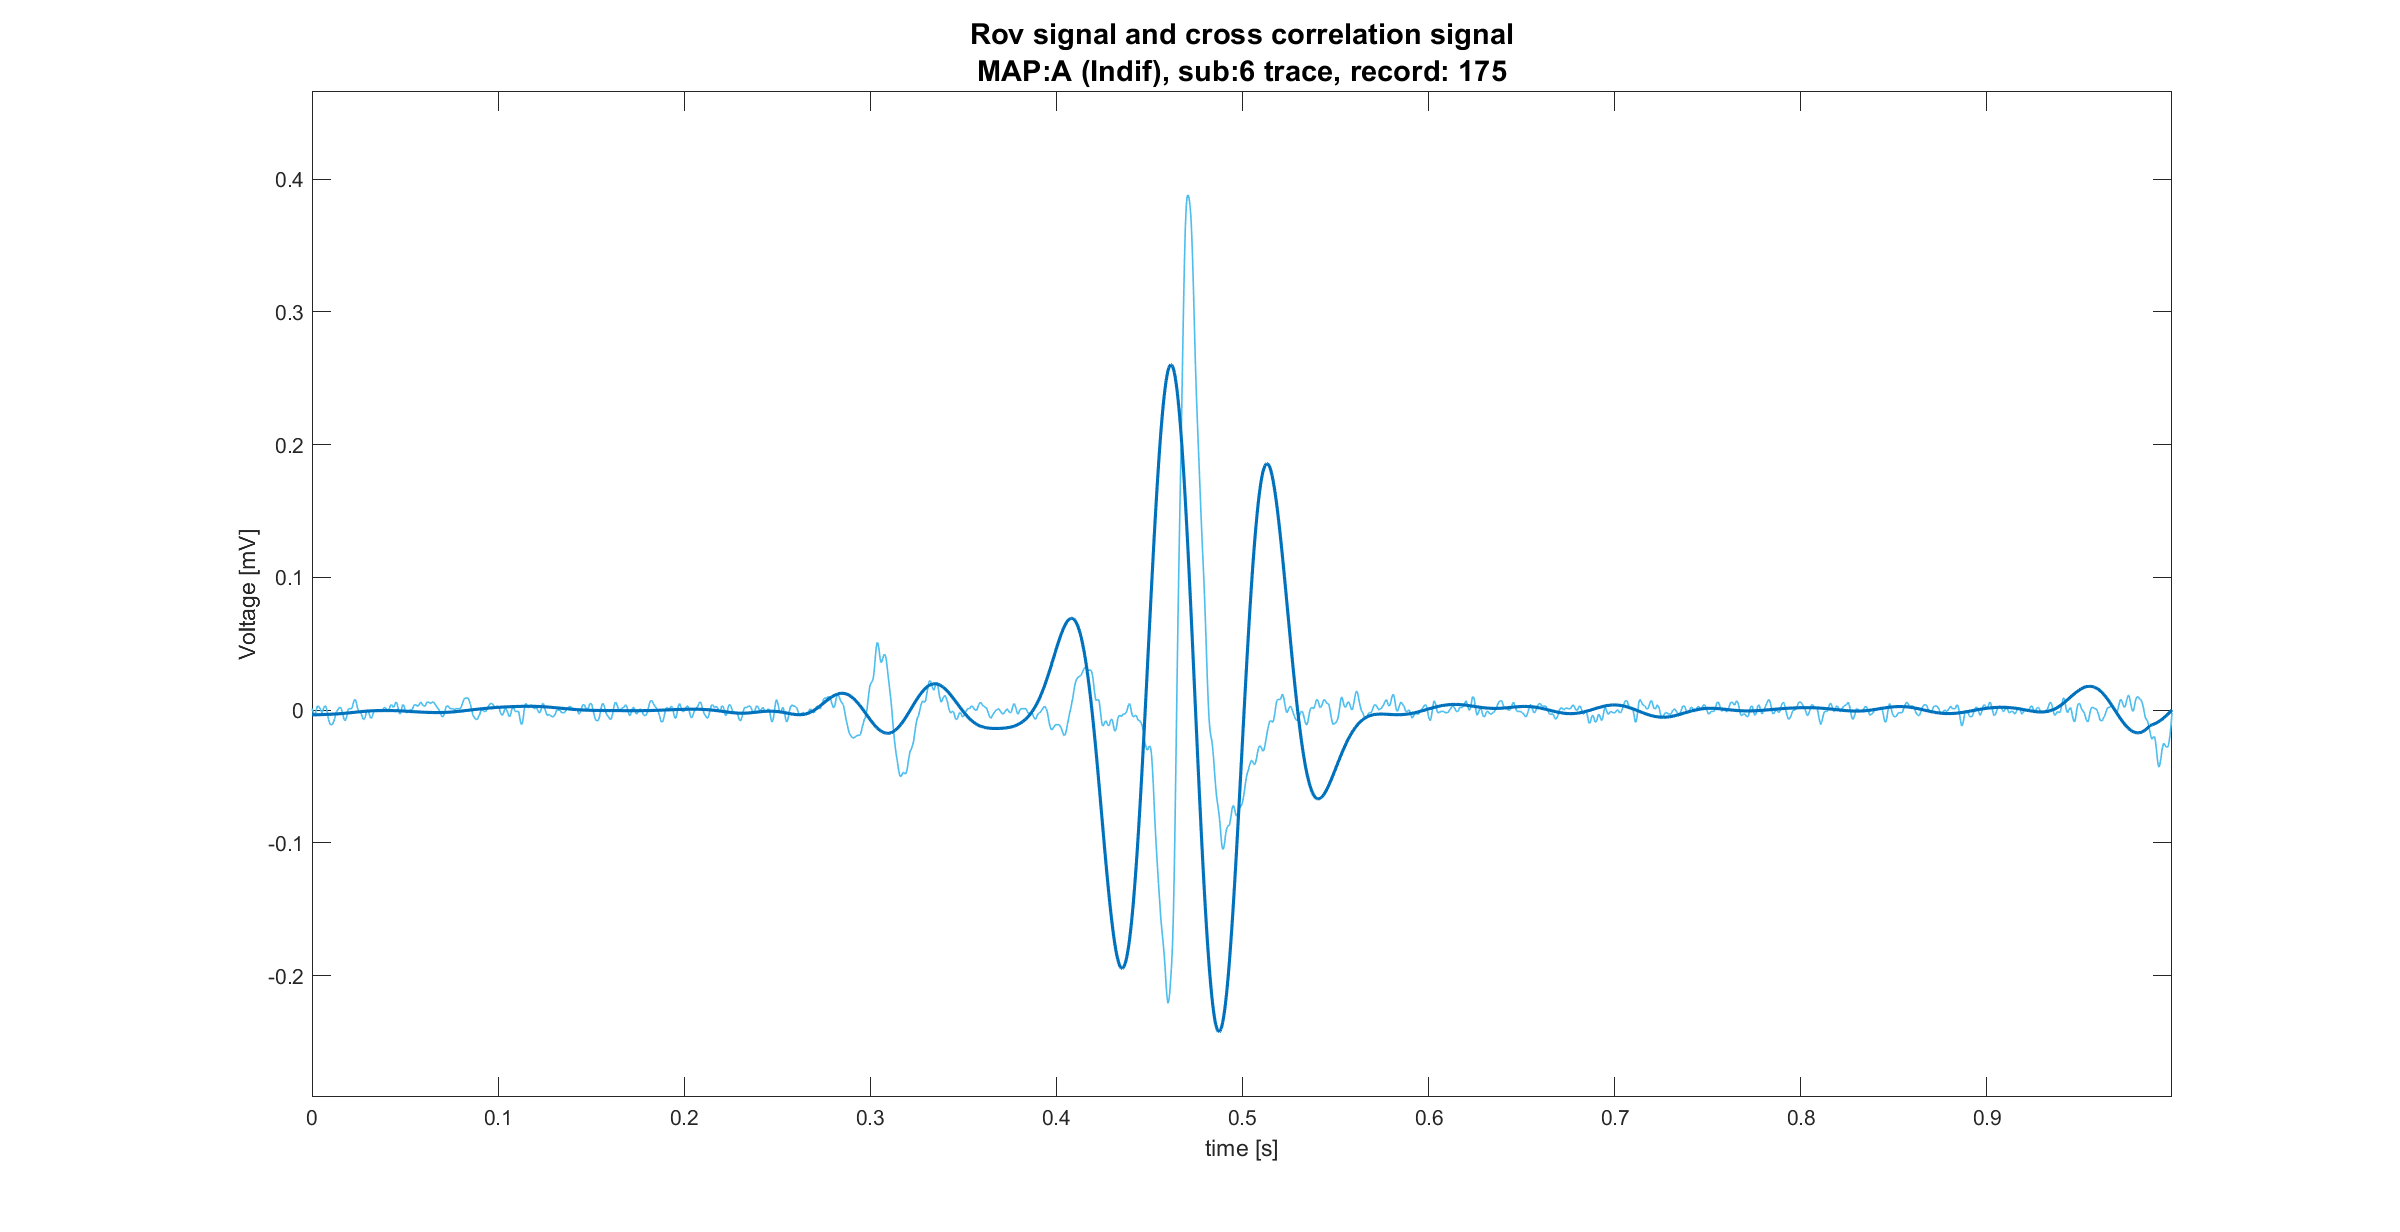 Rov signal and cross correlation signal
MAP:A (Indif), sub:6 trace, record: 175
0.4
0.3
0.2
0.1
0
-0.1
-0.2
Voltage [mV]
0 0.1 0.2 0.3 0.4 0.5 0.6 0.7 0.8 0.9
time [s]